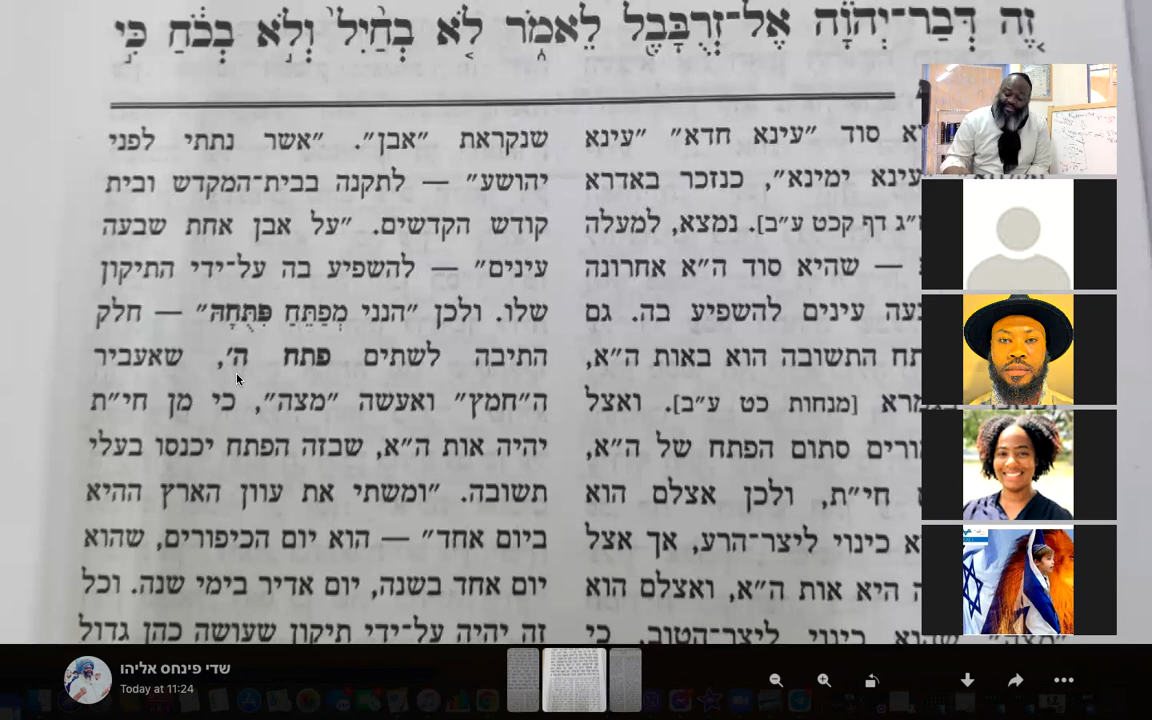 זֶה דְּבַר־יְהֹוָה אֶל־זְרֻבָּבֶל לֵאמֹר לֹא בְחַיִל וְלֹא בְכֹחַ כִּי
סוד ״עינא חדא״ ״עינא
עינא ימינא״, כנזכר באדרא
דף קכט ע״ב]. נמצא, למעלה
— שהיא סוד ה״א אחרונה
עינים להשפיע בה. גם
התשובה הוא באות ה״א,
[מנחות כט ע״ב]. ואצל
סתום הפתח של ה״א,
חי״ת, ולכן אצלם הוא
כינוי ליצר־הרע, אך אצל
היא אות ה״א, ואצלם הוא
כינוי ליצר־הטוב. כי
שנקראת ״אבן״. ״אשר נתתי לפני
יהושע״ — לתקנה בבית־המקדש ובית
קודש הקדשים. ״על אבן אחת שבעה
עינים״ — להשפיע בה על־ידי התיקון
שלו. ולכן ״הנני מְפַתֵּחַ פִּתֻּחָהּ״ — חלק
התיבה לשתים פתח ה׳, שאעביר
ה״חמץ״ ואעשה ״מצה״, כי מן חי״ת
יהיה אות ה״א, שבזה הפתח יכנסו בעלי
תשובה. ״ומשתי את עוון הארץ ההיא
ביום אחד״ — הוא יום הכיפורים, שהוא
יום אחד בשנה, יום אדיר בימי שנה. וכל
זה יהיה על־ידי תיקון שעושה כהן גדול
שדי פינחס אליהו
Today at 11:24